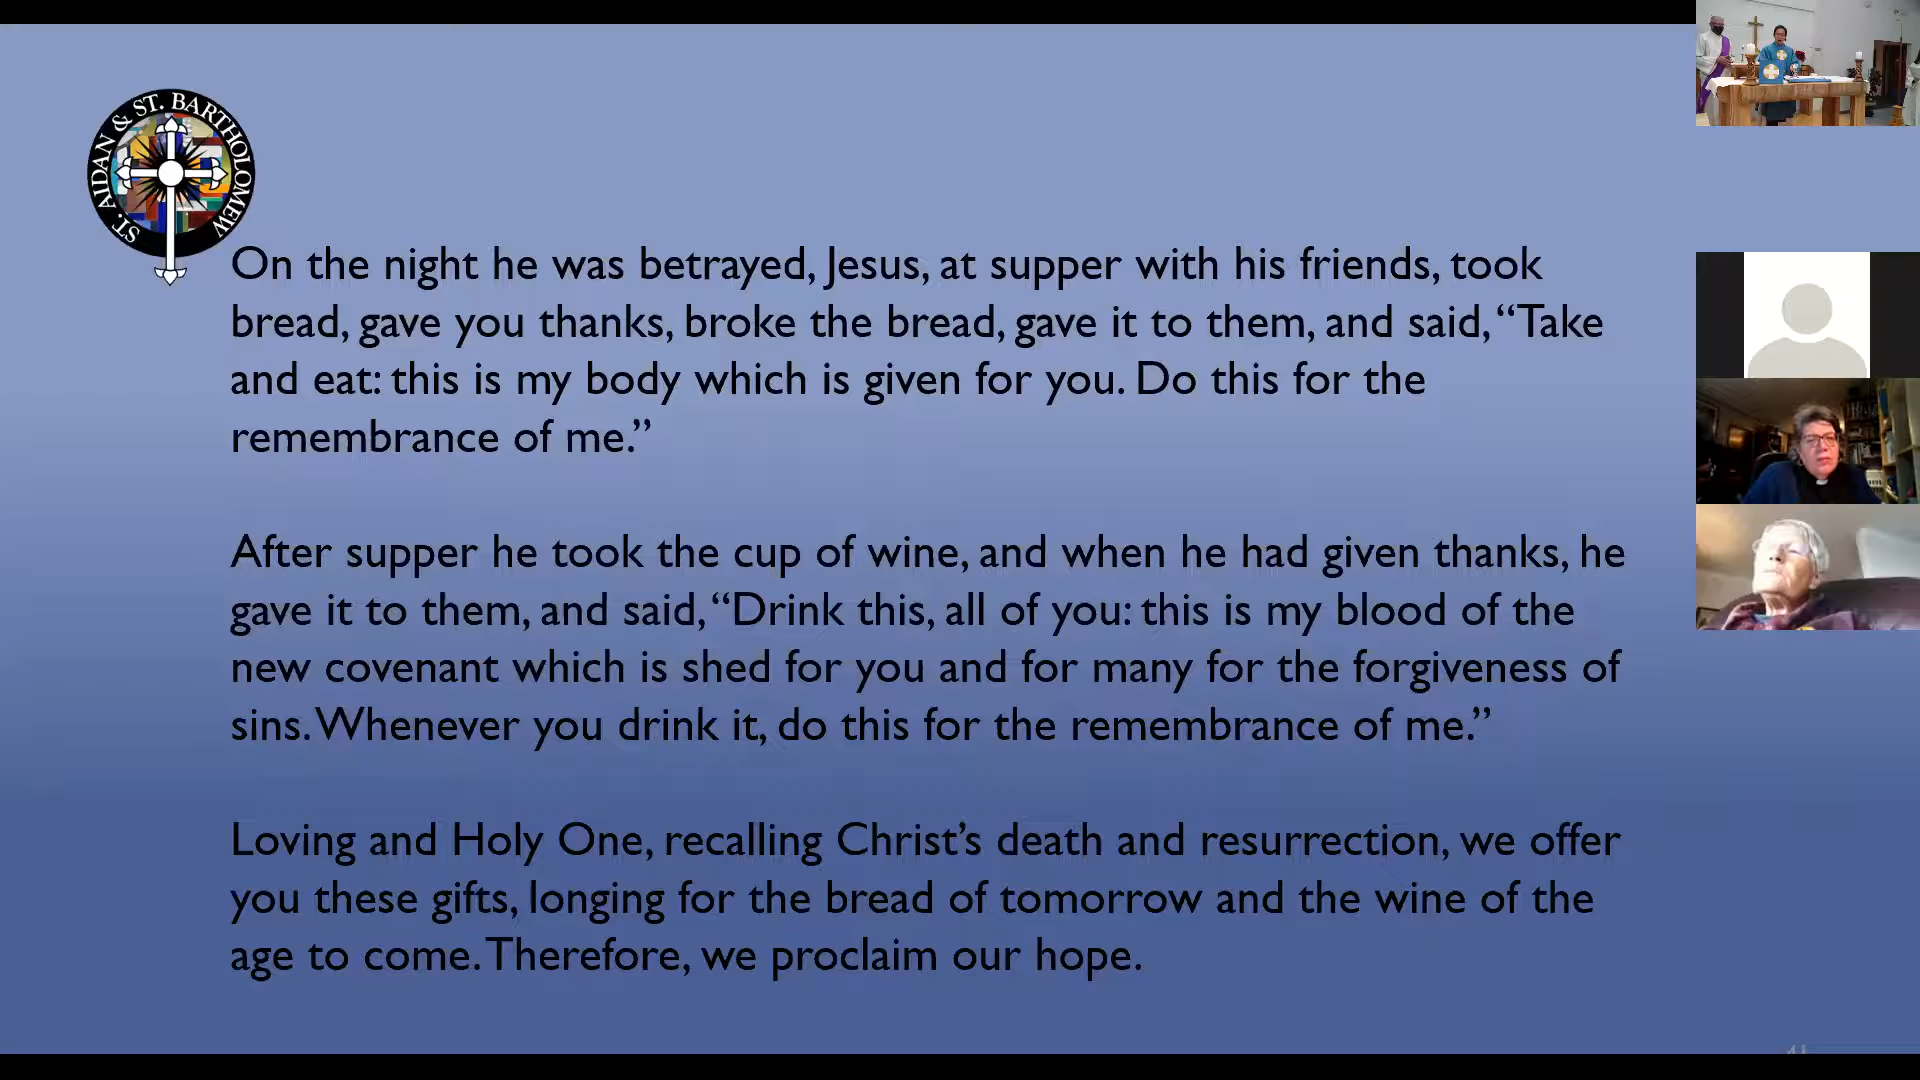 ST. AIDAN & ST. BARTHOLOMEW
On the night he was betrayed, Jesus, at supper with his friends, took
bread, gave you thanks, broke the bread, gave it to them, and said, “Take
and eat: this is my body which is given for you. Do this for the
remembrance of me.”
After supper he took the cup of wine, and when he had given thanks, he
gave it to them, and said, “Drink this, all of you: this is my blood of the
new covenant which is shed for you and for many for the forgiveness of
sins. Whenever you drink it, do this for the remembrance of me.”
Loving and Holy One, recalling Christ’s death and resurrection, we offer
you these gifts, longing for the bread of tomorrow and the wine of the
age to come. Therefore, we proclaim our hope.